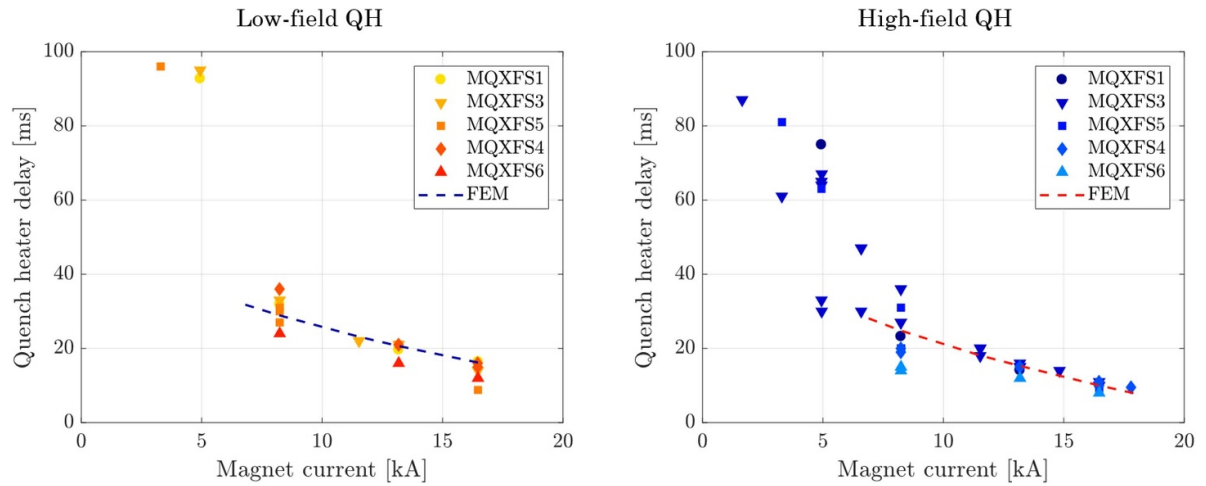 Low-field QH
100
80
60
40
20
0
0 5 10 15 20
Quench heater delay [ms]
Magnet current [kA]
MQXFS1
MQXFS3
MQXFS5
MQXFS4
MQXFS6
FEM
High-field QH
100
80
60
40
20
0
0 5 10 15 20
Quench heater delay [ms]
Magnet current [kA]
MQXFS1
MQXFS3
MQXFS5
MQXFS4
MQXFS6
FEM